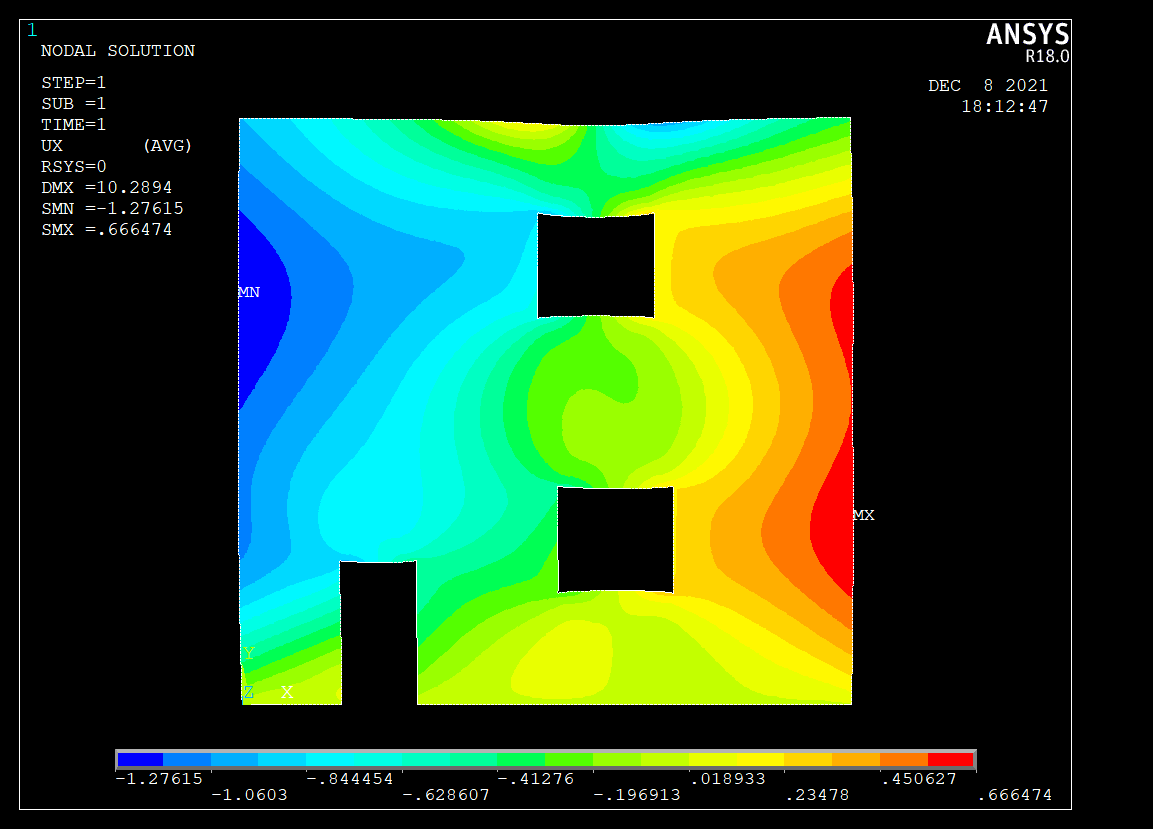 1
ANSYS
R18.0
NODAL SOLUTION
STEP=1
SUB =1
TIME=1
UX (AVG)
RSYS=0
DMX =10.2894
SMN =-1.27615
SMX =.666474
DEC 8 2021
18:12:47
MN
MX
Y
Z X
-1.27615 -.844454 -.41276 .018933 .450627
-1.0603 -.628607 -.196913 .23478 .666474